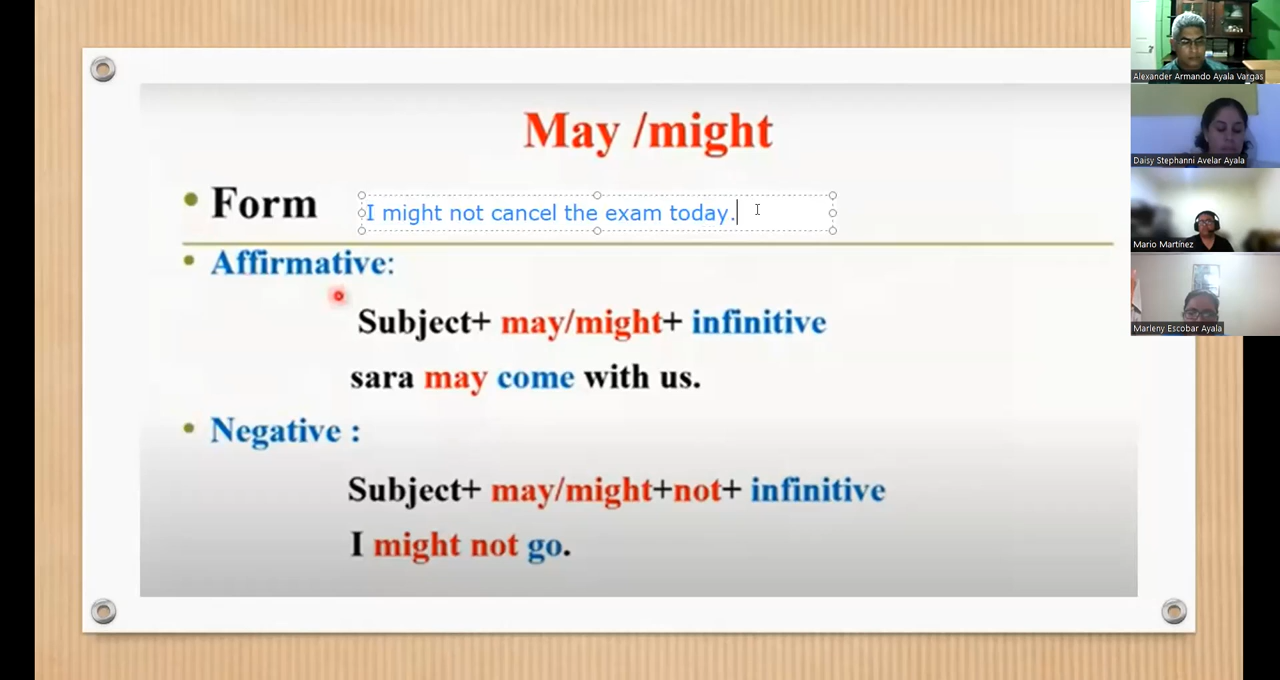 May /might
• Form
I might not cancel the exam today.
• Affirmative:
Subject+ may/might+ infinitive
sara may come with us.
• Negative :
Subject+ may/might+not+ infinitive
I might not go.
Alexander Armando Ayala Vargas
Daisy Stephanni Avelar Ayala
Mario Martínez
Marleny Escobar Ayala